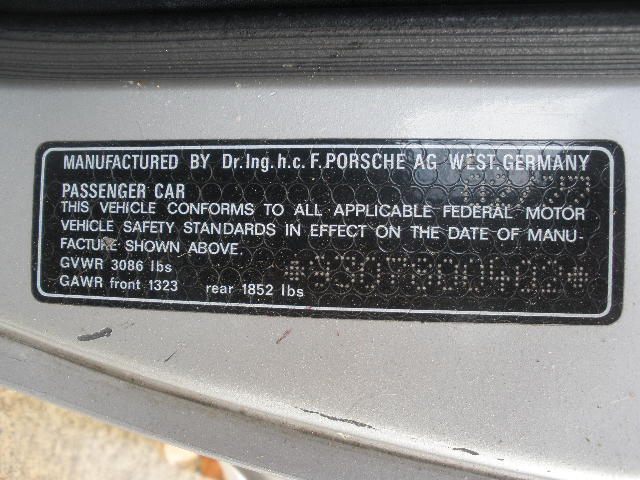 MANUFACTURED BY Dr.Ing.h.c. F.PORSCHE AG WEST GERMANY
PASSENGER CAR
THIS VEHICLE CONFORMS TO ALL APPLICABLE FEDERAL MOTOR
VEHICLE SAFETY STANDARDS IN EFFECT ON THE DATE OF MANU-
FACTURE SHOWN ABOVE.
GVWR 3086 lbs
GAWR front 1323 rear 1852 lbs